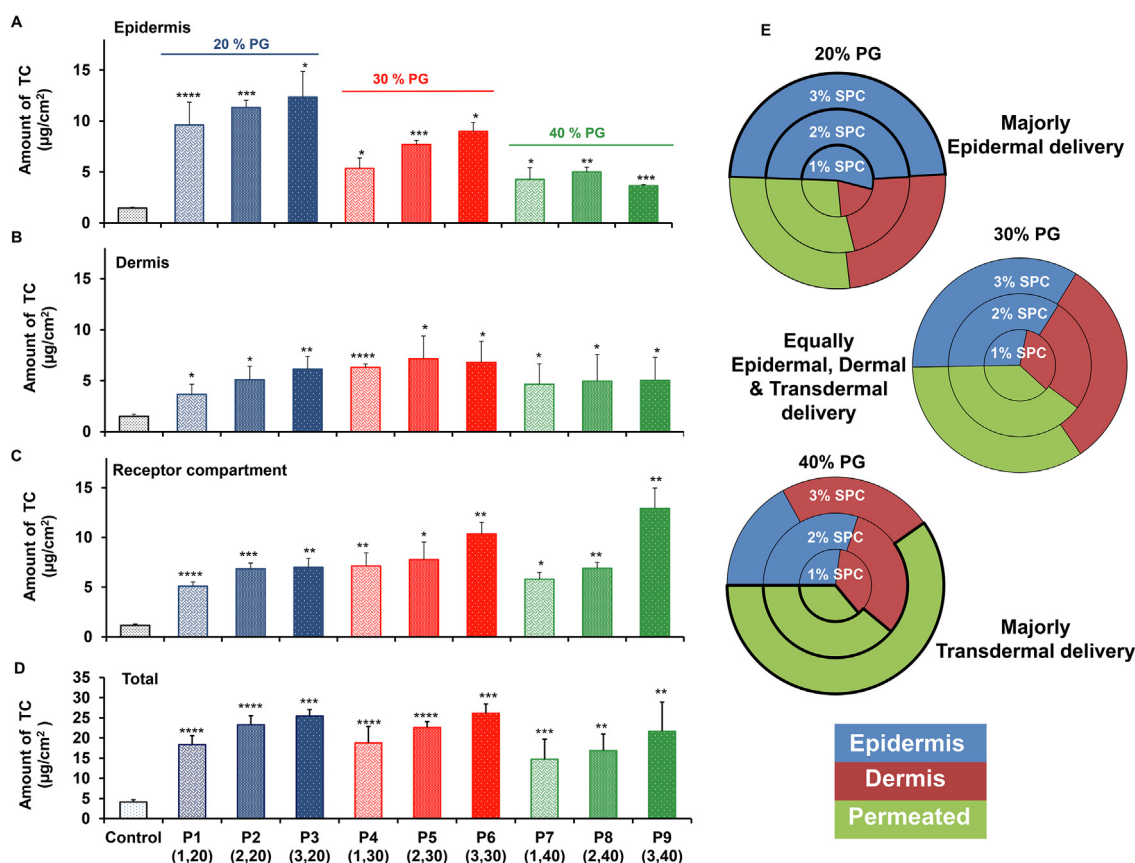 A
Epidermis
20 % PG
30 % PG
40 % PG
Amount of TC
(µg/cm2)
15
10
5
0
****
***
*
*
***
*
*
**
***
B
Dermis
Amount of TC
(µg/cm²)
15
10
5
0
*
*
**
****
*
*
*
*
*
C
Receptor compartment
Amount of TC
(µg/cm²)
15
10
5
0
****
***
**
**
*
**
*
**
**
D
Total
Amount of TC
(µg/cm² )
35
30
25
20
15
10
5
0
****
****
***
****
****
***
***
**
**
Control P1 P2 P3 P4 P5 P6 P7 P8 P9
(1,20) (2,20) (3,20) (1,30) (2,30) (3,30) (1,40) (2,40) (3,40)
E
20% PG
3% SPC
2% SPC
1% SPC
Majorly
Epidermal delivery
30% PG
3% SPC
2% SPC
1% SPC
Equally
Epidermal, Dermal
& Transdermal
delivery
40% PG
3% SPC
2% SPC
1% SPC
Majorly
Transdermal delivery
Epidermis
Dermis
Permeated